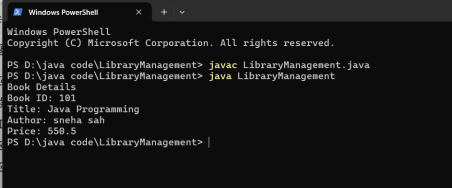 Windows PowerShell
Windows PowerShell
Copyright (C) Microsoft Corporation. All rights reserved.
PS D:\java code\LibraryManagement> javac LibraryManagement.java
PS D:\java code\LibraryManagement> java LibraryManagement
Book Details
Book ID: 101
Title: Java Programming
Author: sneha sah
Price: 550.5
PS D:\java code\LibraryManagement>